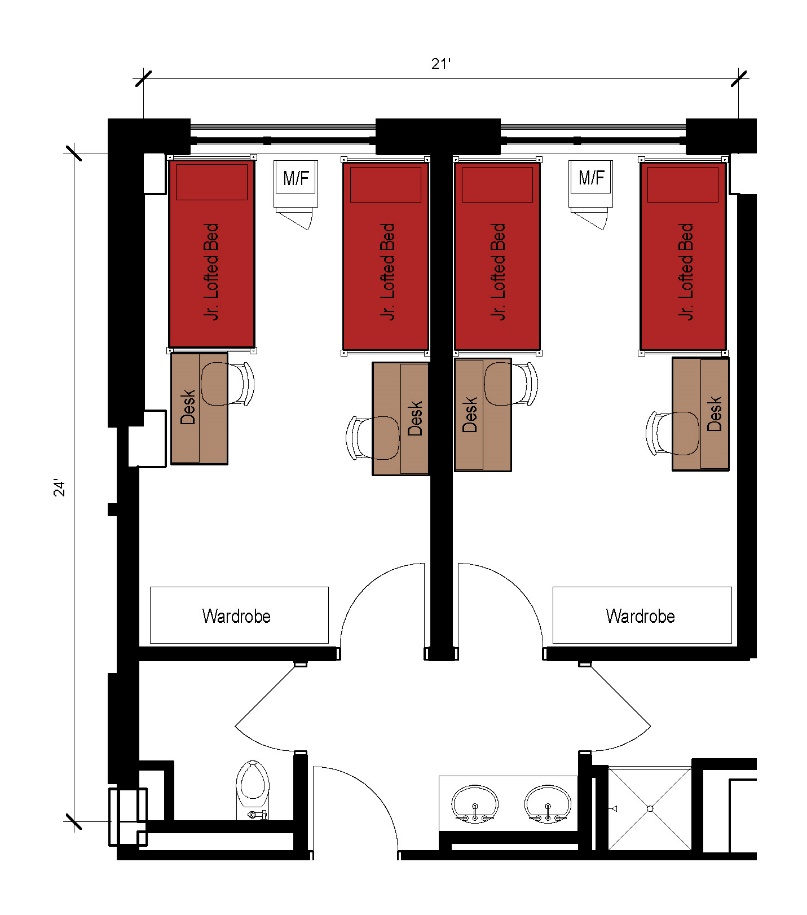 21'
M/F
M/F
Jr. Lofted Bed
Jr. Lofted Bed
Jr. Lofted Bed
Jr. Lofted Bed
Desk
Desk
Desk
Desk
24'
Wardrobe
Wardrobe